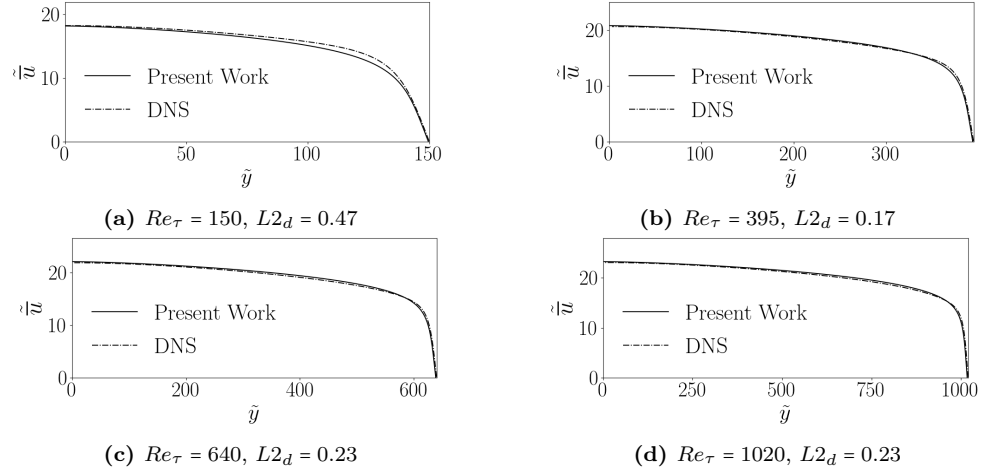 20
10
0
ũ̅
Present Work
DNS
0 50 100 150
ỹ
(a) Re_τ = 150, L2_d = 0.47
20
10
0
ũ̅
Present Work
DNS
0 100 200 300
ỹ
(b) Re_τ = 395, L2_d = 0.17
20
10
0
ũ̅
Present Work
DNS
0 200 400 600
ỹ
(c) Re_τ = 640, L2_d = 0.23
20
10
0
ũ̅
Present Work
DNS
0 250 500 750 1000
ỹ
(d) Re_τ = 1020, L2_d = 0.23